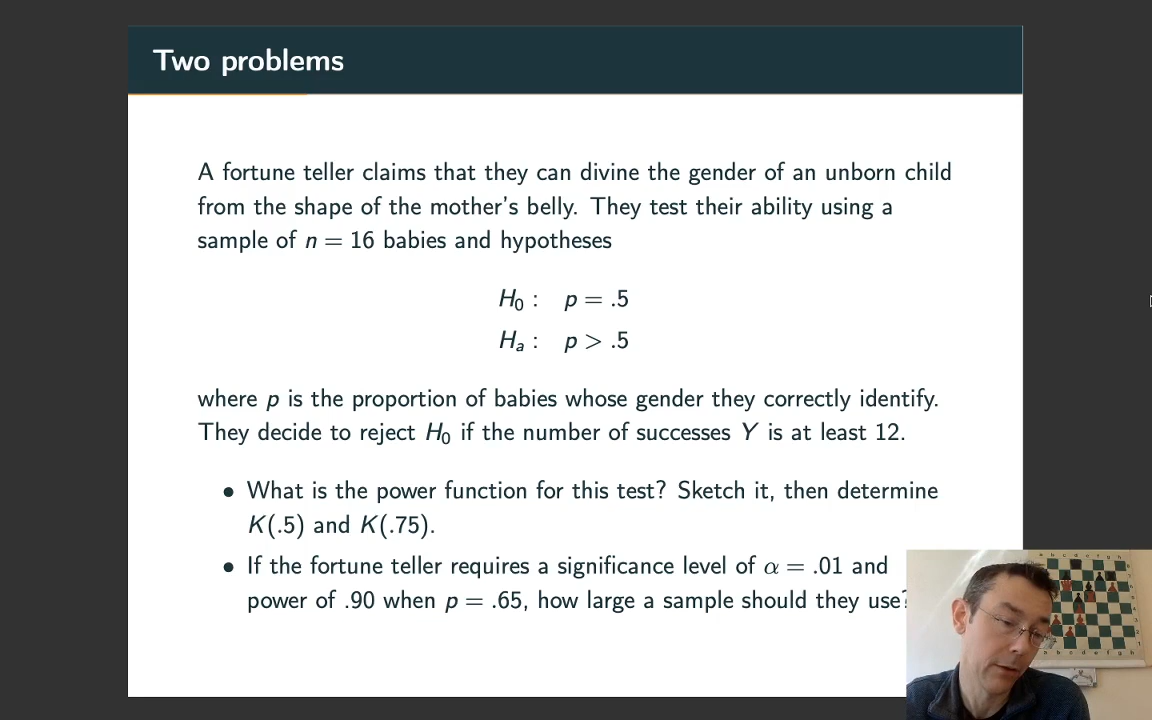 Two problems
A fortune teller claims that they can divine the gender of an unborn child
from the shape of the mother's belly. They test their ability using a
sample of n = 16 babies and hypotheses
H₀ : p = .5
Hₐ : p > .5
where p is the proportion of babies whose gender they correctly identify.
They decide to reject H₀ if the number of successes Y is at least 12.
• What is the power function for this test? Sketch it, then determine
K(.5) and K(.75).
• If the fortune teller requires a significance level of α = .01 and
power of .90 when p = .65, how large a sample should they use?